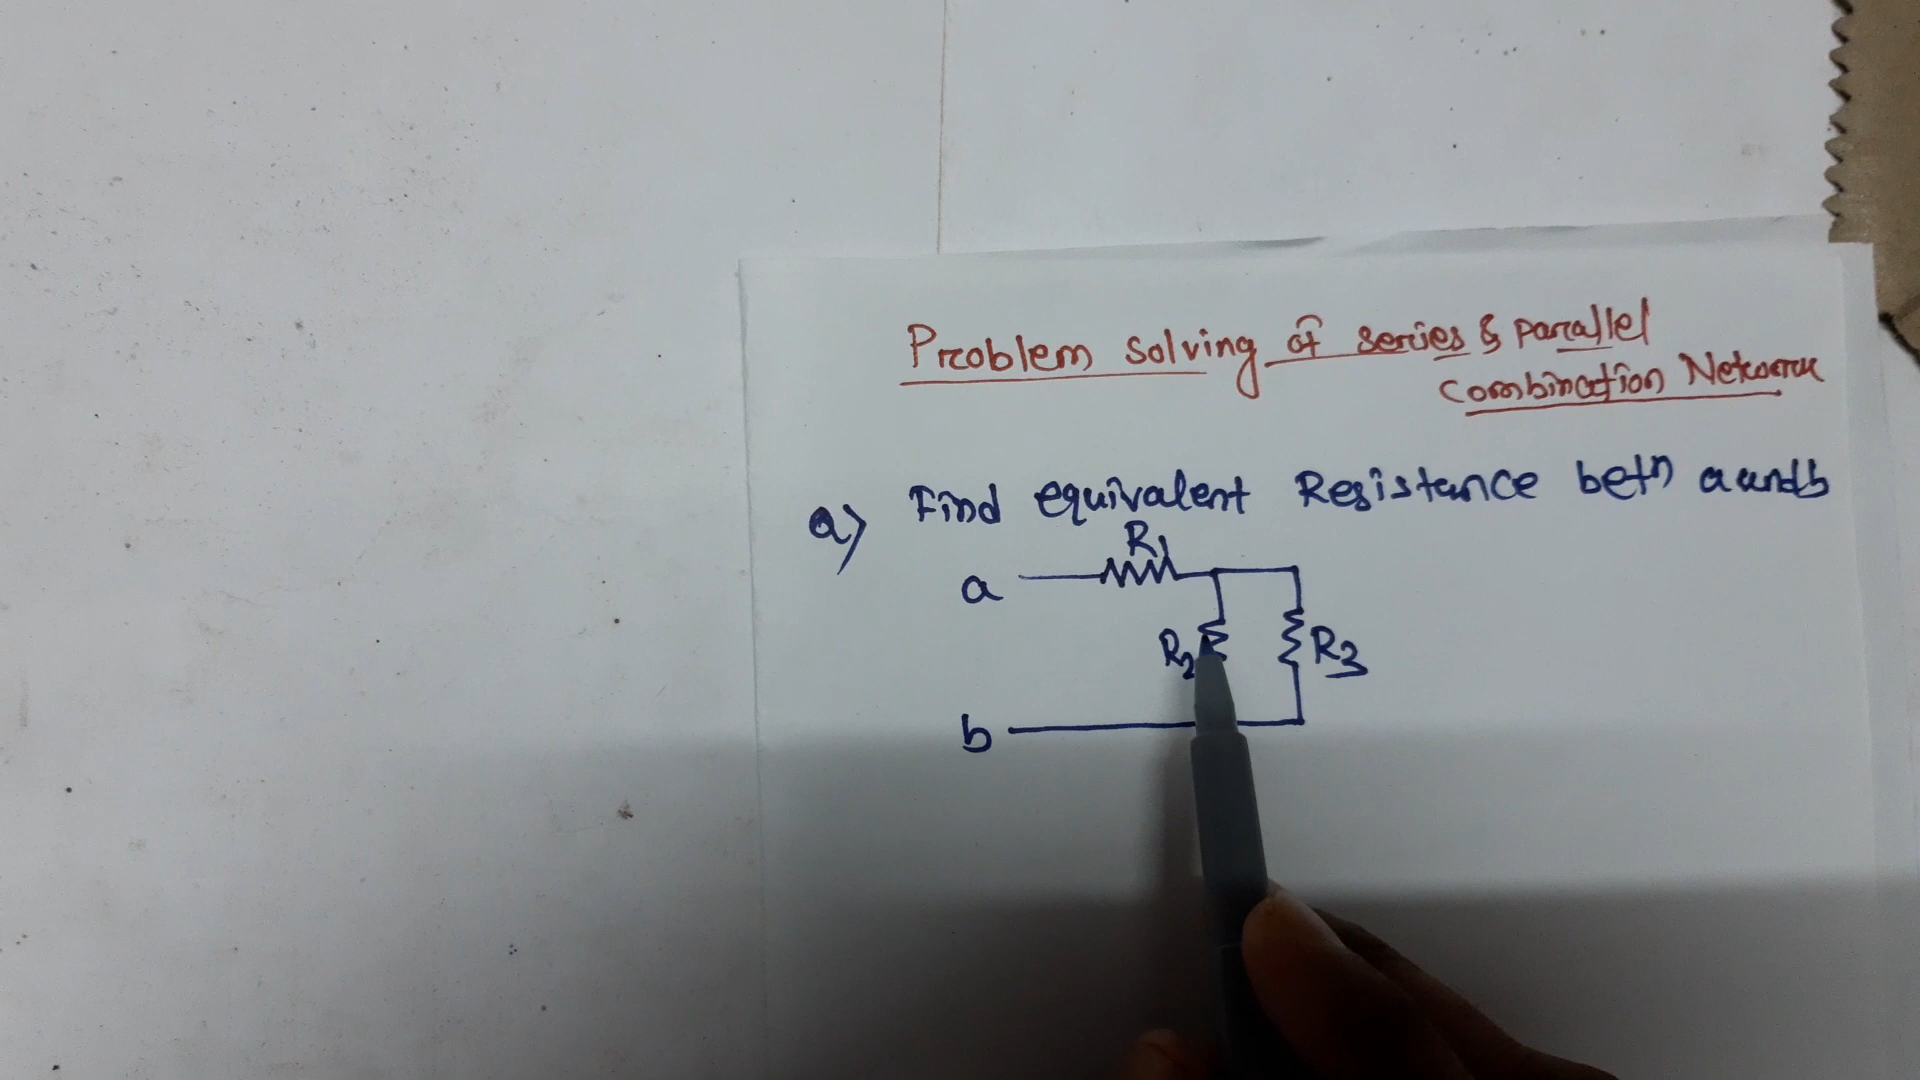 Problem solving of series & parallel
combination Network
Q) Find equivalent Resistance betn a and b
R1
a
R2 R3
b